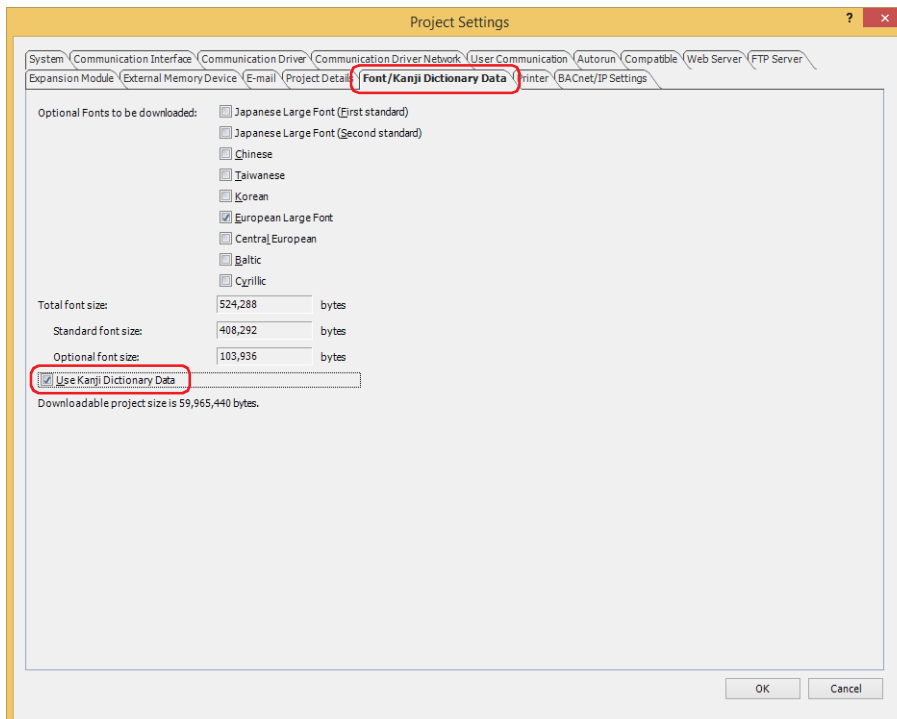 Project Settings
? ×
System Communication Interface Communication Driver Communication Driver Network User Communication Autorun Compatible Web Server FTP Server
Expansion Module External Memory Device E-mail Project Details Font/Kanji Dictionary Data Printer BACnet/IP Settings
Optional Fonts to be downloaded: Japanese Large Font (First standard)
Japanese Large Font (Second standard)
Chinese
Taiwanese
Korean
European Large Font
Central European
Baltic
Cyrillic
Total font size: 524,288 bytes
Standard font size: 408,292 bytes
Optional font size: 103,936 bytes
Use Kanji Dictionary Data
Downloadable project size is 59,965,440 bytes.
OK Cancel